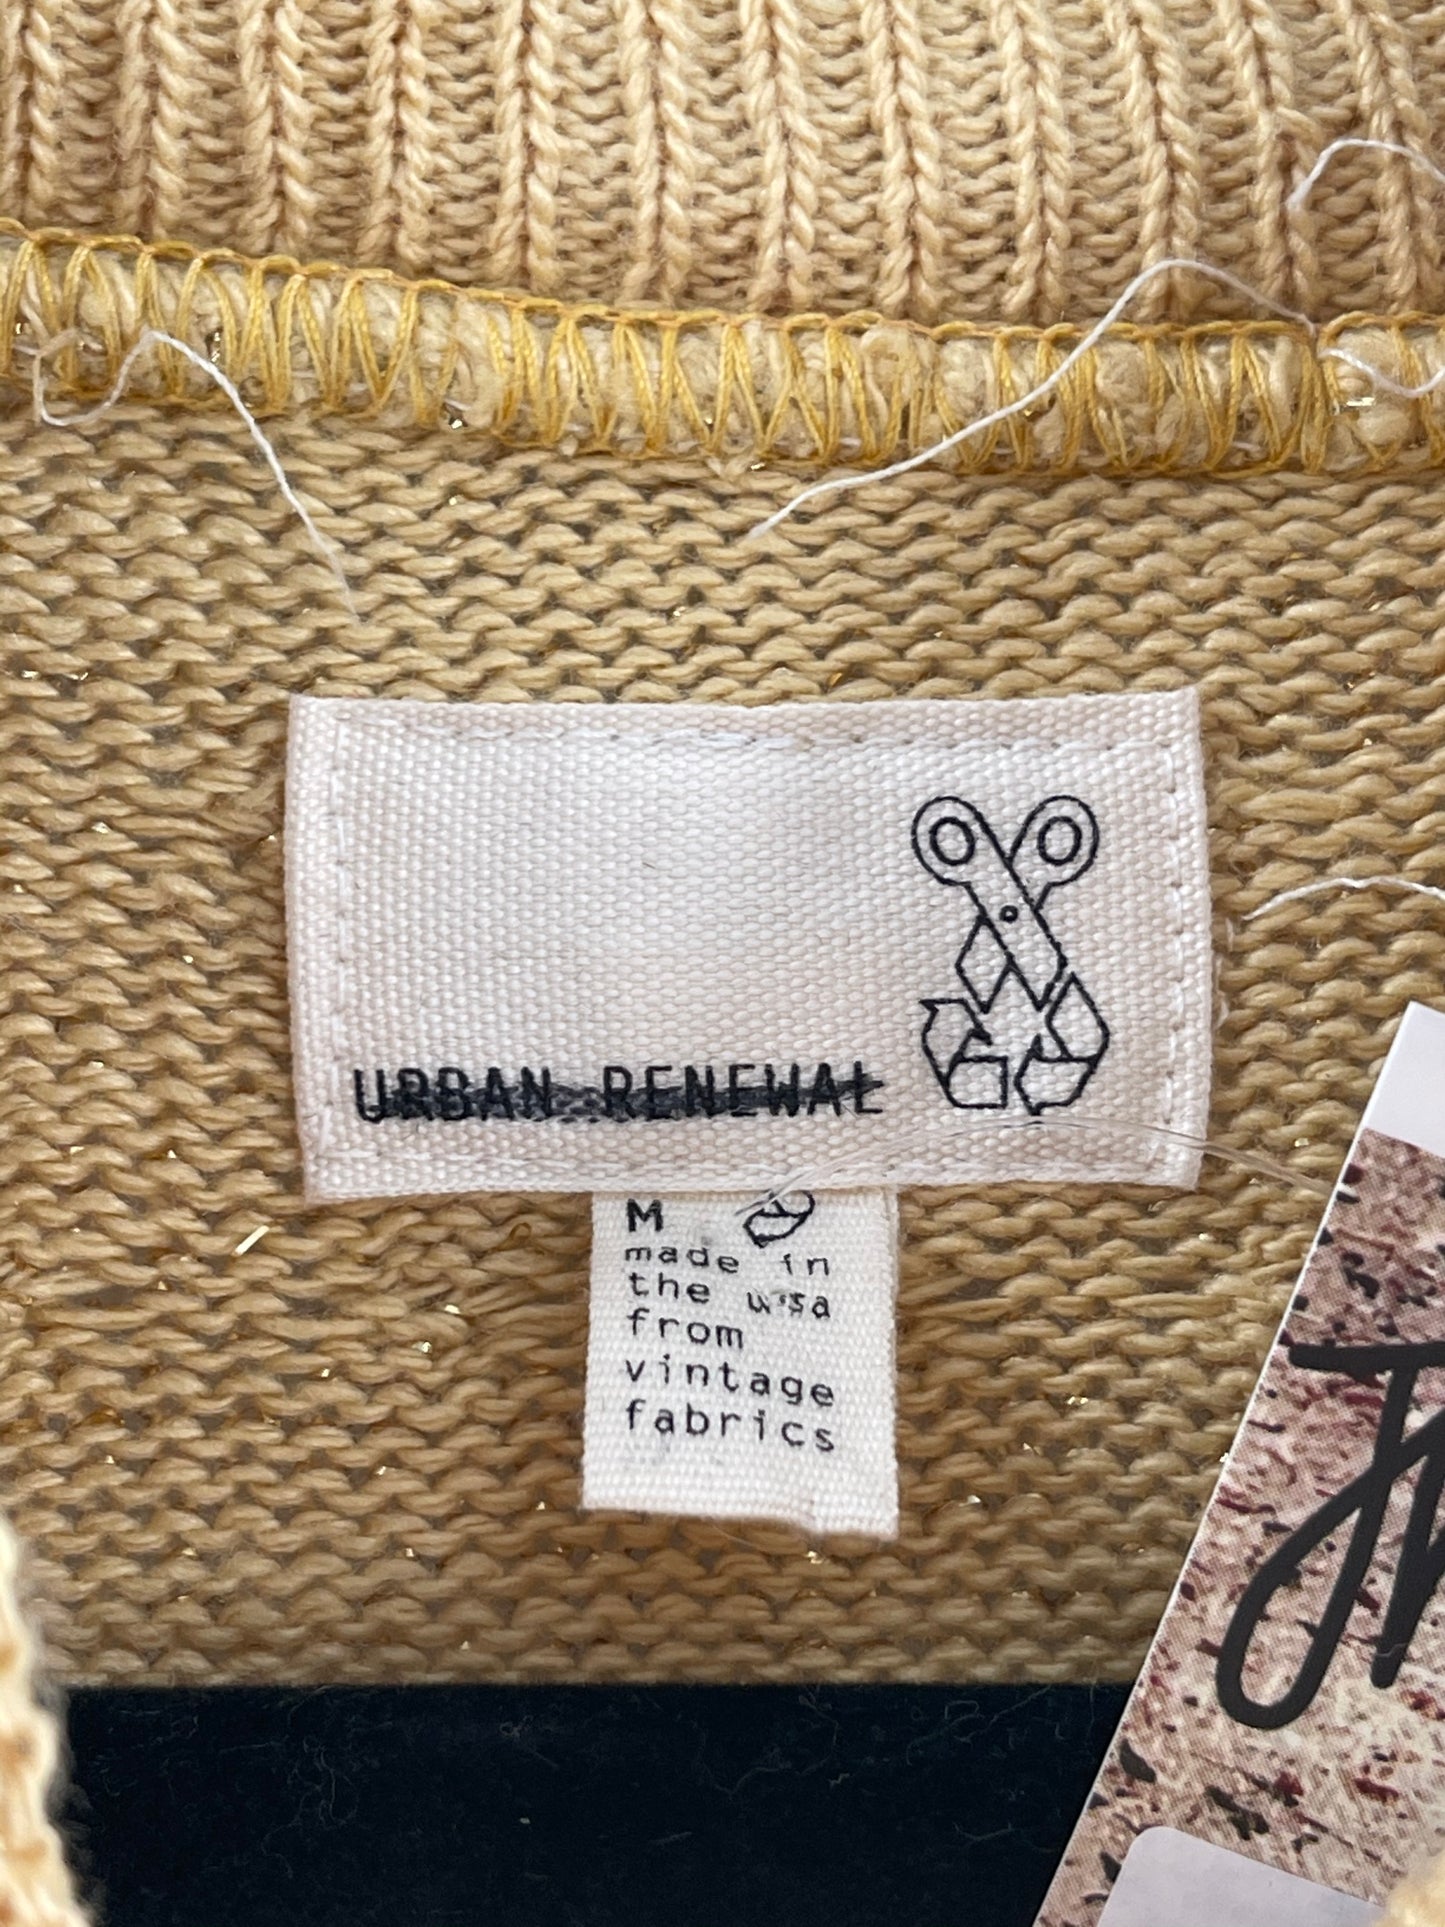 URBAN RENEWAL
M
made in
the usa
from
vintage
fabrics